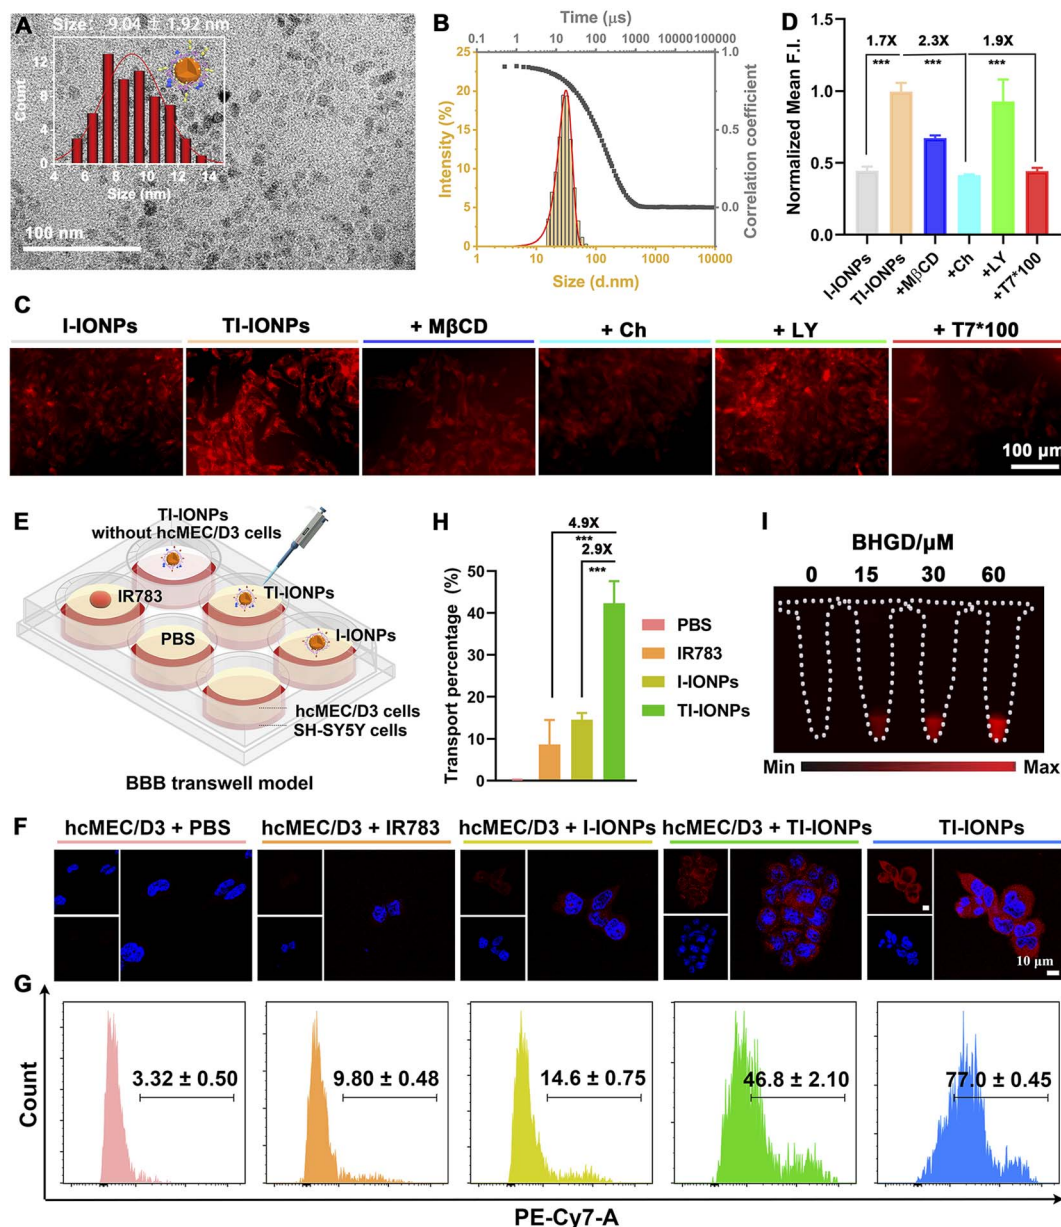 A
Size: 9.04 ± 1.92 nm
Count
12
8
4
0
4 6 8 10 12 14
Size (nm)
100 nm
B
Time (μs)
0.1 1 10 100 1000 100000
25
20
15
10
5
0
Intensity (%)
1.0
0.5
0.0
Correlation coefficient
0.1 1 10 100 1000 10000
Size (d.nm)
D
Normalized Mean F.I.
1.5
1.0
0.5
0.0
1.7X 2.3X 1.9X
*** *** ***
I-IONPs
TI-IONPs
+MβCD
+Ch
+LY
+T7*100
C
I-IONPs TI-IONPs + MβCD + Ch + LY + T7*100
100 μm
E
TI-IONPs
without hcMEC/D3 cells
IR783
TI-IONPs
PBS
I-IONPs
hcMEC/D3 cells
SH-SY5Y cells
BBB transwell model
H
4.9X
***
2.9X
***
Transport percentage (%)
50
40
30
20
10
0
PBS
IR783
I-IONPs
TI-IONPs
I
BHGD/μM
0 15 30 60
Min Max
F
hcMEC/D3 + PBS hcMEC/D3 + IR783 hcMEC/D3 + I-IONPs hcMEC/D3 + TI-IONPs TI-IONPs
10 μm
G
Count
3.32 ± 0.50 9.80 ± 0.48 14.6 ± 0.75 46.8 ± 2.10 77.0 ± 0.45
PE-Cy7-A